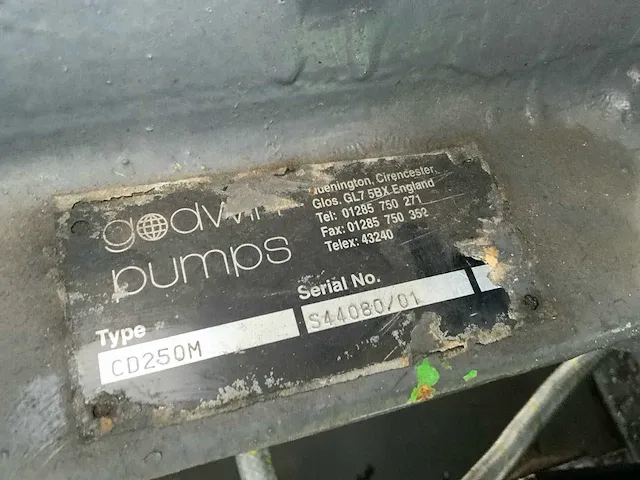 godwin
pumps
Quenington, Cirencester,
Glos. GL7 5BX England
Tel: 01285 750 271
Fax: 01285 750 352
Telex: 43240
Type
CD250M
Serial No.
S44080/01